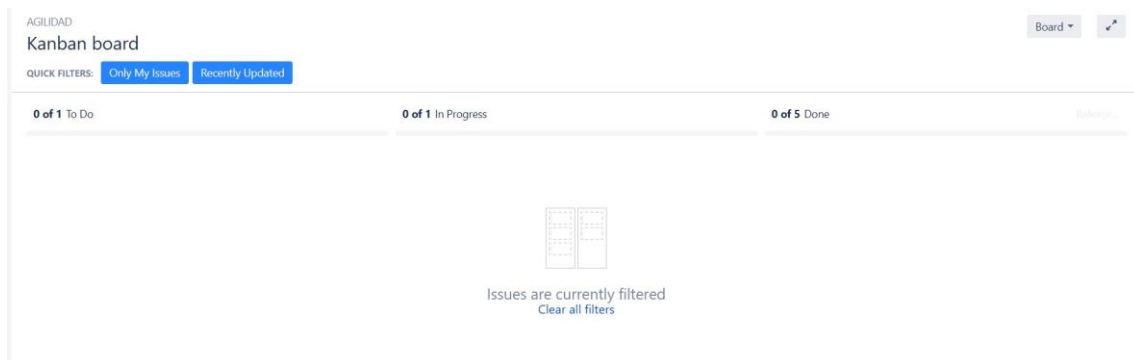 AGILIDAD
Kanban board
Board
QUICK FILTERS: Only My Issues Recently Updated
0 of 1 To Do 0 of 1 In Progress 0 of 5 Done Release...
Issues are currently filtered
Clear all filters